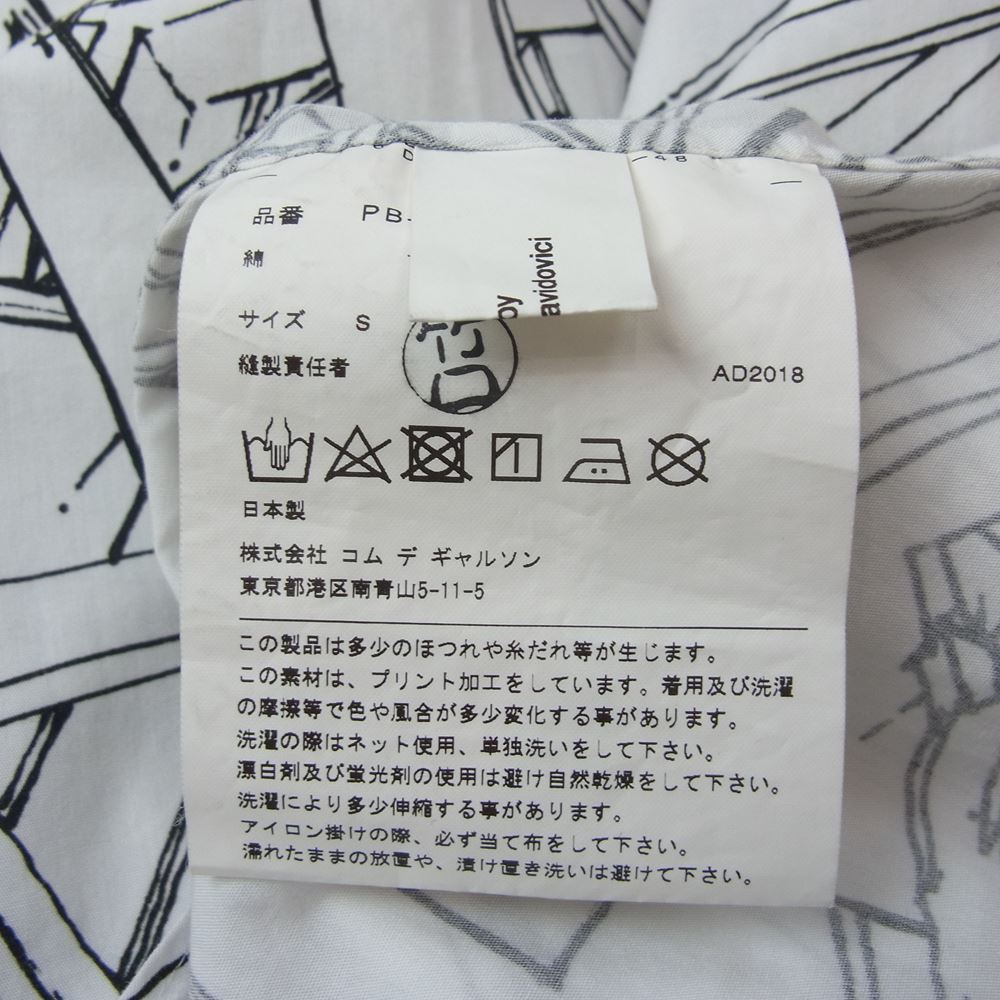 品番 PB-
綿
avidovici
by
サイズ S
縫製責任者 竹口
AD2018
日本製
株式会社 コム デ ギャルソン
東京都港区南青山5-11-5
この製品は多少のほつれや糸だれ等が生じます。
この素材は、プリント加工をしています。着用及び洗濯
の摩擦等で色や風合が多少変化する事があります。
洗濯の際はネット使用、単独洗いをして下さい。
漂白剤及び蛍光剤の使用は避け自然乾燥をして下さい。
洗濯により多少伸縮する事があります。
アイロン掛けの際、必ず当て布をして下さい。
濡れたままの放置や、漬け置き洗いは避けて下さい。